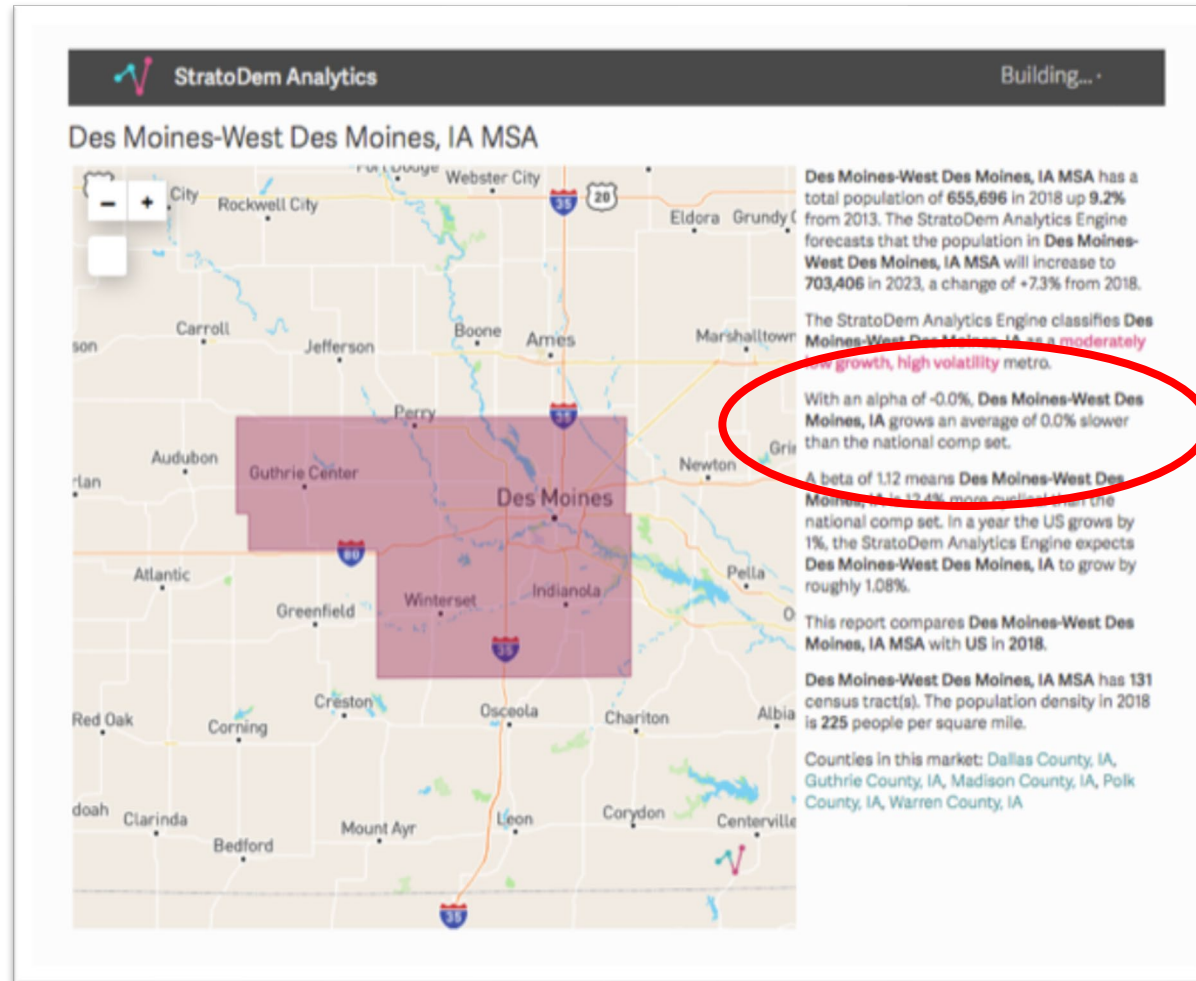 StratoDem Analytics
Building... ·
Des Moines-West Des Moines, IA MSA
Webster City
City
Rockwell City
35
20
Eldora
Grundy
Carroll
son
Jefferson
Boone
Ames
Marshalltown
Perry
35
Audubon
Guthrie Center
Newton
Gri
rlan
Des Moines
80
Atlantic
Pella
Greenfield
Winterset
Indianola
O
35
Creston
Osceola
Chariton
Albia
Red Oak
Corning
doah
Clarinda
Mount Ayr
Leon
Corydon
Centerville
Bedford
35
Des Moines-West Des Moines, IA MSA has a
total population of 655,696 in 2018 up 9.2%
from 2013. The StratoDem Analytics Engine
forecasts that the population in Des Moines-
West Des Moines, IA MSA will increase to
703,406 in 2023, a change of +7.3% from 2018.
The StratoDem Analytics Engine classifies Des
Moines-West Des Moines, IA as a moderately
low growth, high volatility metro.
With an alpha of -0.0%, Des Moines-West Des
Moines, IA grows an average of 0.0% slower
than the national comp set.
A beta of 1.12 means Des Moines-West Des
Moines, IA is 12.4% more cyclical than the
national comp set. In a year the US grows by
1%, the StratoDem Analytics Engine expects
Des Moines-West Des Moines, IA to grow by
roughly 1.08%.
This report compares Des Moines-West Des
Moines, IA MSA with US in 2018.
Des Moines-West Des Moines, IA MSA has 131
census tract(s). The population density in 2018
is 225 people per square mile.
Counties in this market: Dallas County, IA,
Guthrie County, IA, Madison County, IA, Polk
County, IA, Warren County, IA